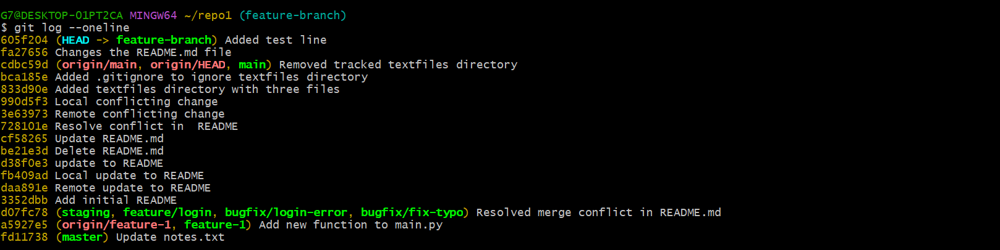 G7@DESKTOP-01PT2CA MINGW64 ~/repo1 (feature-branch)
$ git log --oneline
605f204 (HEAD -> feature-branch) Added test line
fa27656 Changes the README.md file
cdbc59d (origin/main, origin/HEAD, main) Removed tracked textfiles directory
bca185e Added .gitignore to ignore textfiles directory
833d90e Added textfiles directory with three files
990d5f3 Local conflicting change
3e63973 Remote conflicting change
728101e Resolve conflict in  README
cf58265 Update README.md
be21e3d Delete README.md
d38f0e3 update to README
fb409ad Local update to README
daa891e Remote update to README
3352dbb Add initial README
d07fc78 (staging, feature/login, bugfix/login-error, bugfix/fix-typo) Resolved merge conflict in README.md
a5927e5 (origin/feature-1, feature-1) Add new function to main.py
fd11738 (master) Update notes.txt